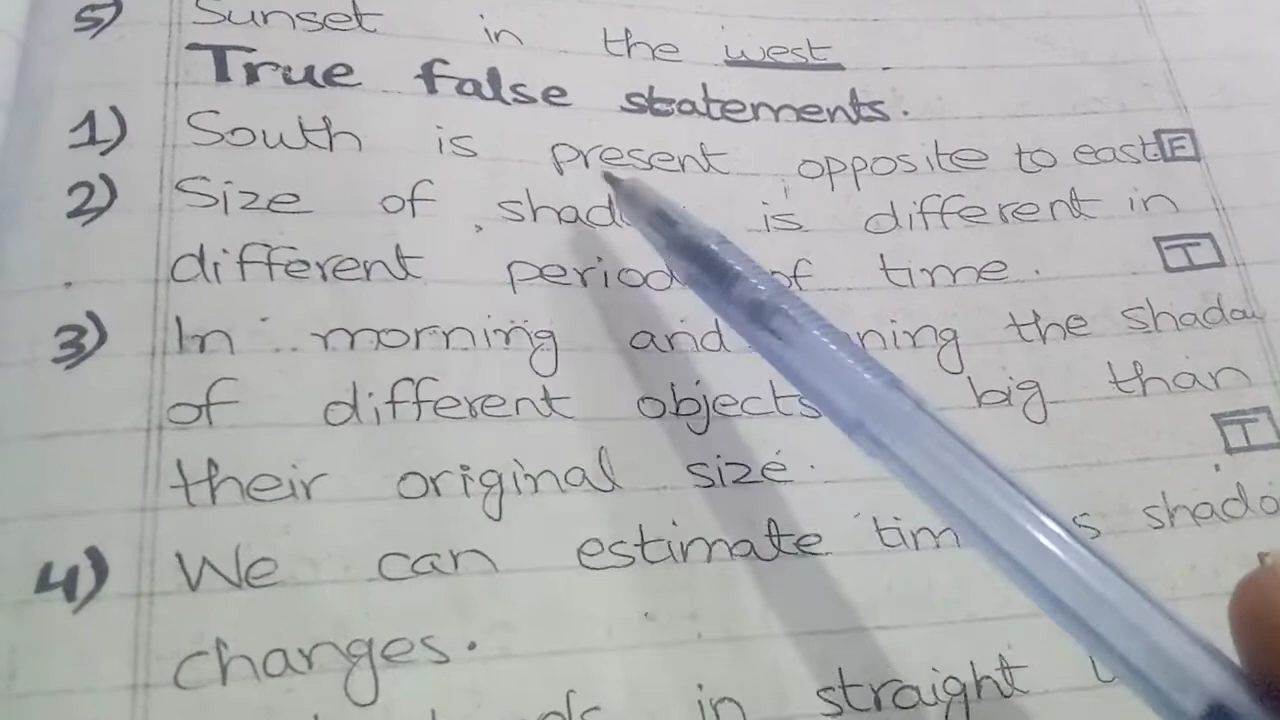 5) Sunset in the west.
True false statements.
1) South is present opposite to east F
2) Size of is different in
different of time. T
3) In morning and the
of different objects big than
their original size. T
4) We can estimate
changes.
in straight